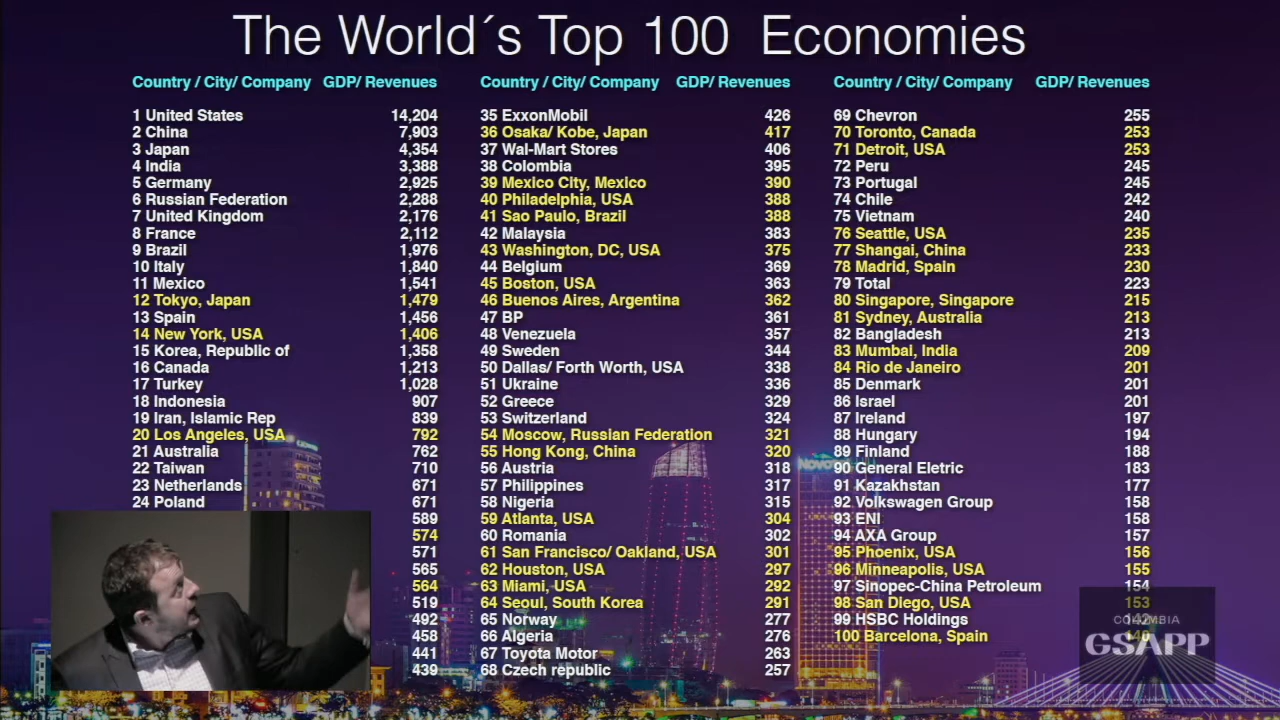 The World´s Top 100 Economies
Country / City/ Company GDP/ Revenues
1 United States 14,204
2 China 7,903
3 Japan 4,354
4 India 3,388
5 Germany 2,925
6 Russian Federation 2,288
7 United Kingdom 2,176
8 France 2,112
9 Brazil 1,976
10 Italy 1,840
11 Mexico 1,541
12 Tokyo, Japan 1,479
13 Spain 1,456
14 New York, USA 1,406
15 Korea, Republic of 1,358
16 Canada 1,213
17 Turkey 1,028
18 Indonesia 907
19 Iran, Islamic Rep 839
20 Los Angeles, USA 792
21 Australia 762
22 Taiwan 710
23 Netherlands 671
24 Poland 671
589
574
571
565
564
519
492
458
441
439
Country / City/ Company GDP/ Revenues
35 ExxonMobil 426
36 Osaka/ Kobe, Japan 417
37 Wal-Mart Stores 406
38 Colombia 395
39 Mexico City, Mexico 390
40 Philadelphia, USA 388
41 Sao Paulo, Brazil 388
42 Malaysia 383
43 Washington, DC, USA 375
44 Belgium 369
45 Boston, USA 363
46 Buenos Aires, Argentina 362
47 BP 361
48 Venezuela 357
49 Sweden 344
50 Dallas/ Forth Worth, USA 338
51 Ukraine 336
52 Greece 329
53 Switzerland 324
54 Moscow, Russian Federation 321
55 Hong Kong, China 320
56 Austria 318
57 Philippines 317
58 Nigeria 315
59 Atlanta, USA 304
60 Romania 302
61 San Francisco/ Oakland, USA 301
62 Houston, USA 297
63 Miami, USA 292
64 Seoul, South Korea 291
65 Norway 277
66 Algeria 276
67 Toyota Motor 263
68 Czech republic 257
Country / City/ Company GDP/ Revenues
69 Chevron 255
70 Toronto, Canada 253
71 Detroit, USA 253
72 Peru 245
73 Portugal 245
74 Chile 242
75 Vietnam 240
76 Seattle, USA 235
77 Shangai, China 233
78 Madrid, Spain 230
79 Total 223
80 Singapore, Singapore 215
81 Sydney, Australia 213
82 Bangladesh 213
83 Mumbai, India 209
84 Rio de Janeiro 201
85 Denmark 201
86 Israel 201
87 Ireland 197
88 Hungary 194
89 Finland 188
90 General Eletric 183
91 Kazakhstan 177
92 Volkswagen Group 158
93 ENI 158
94 AXA Group 157
95 Phoenix, USA 156
96 Minneapolis, USA 155
97 Sinopec-China Petroleum 154
98 San Diego, USA 153
99 HSBC Holdings 142
100 Barcelona, Spain
COLUMBIA
GSAPP